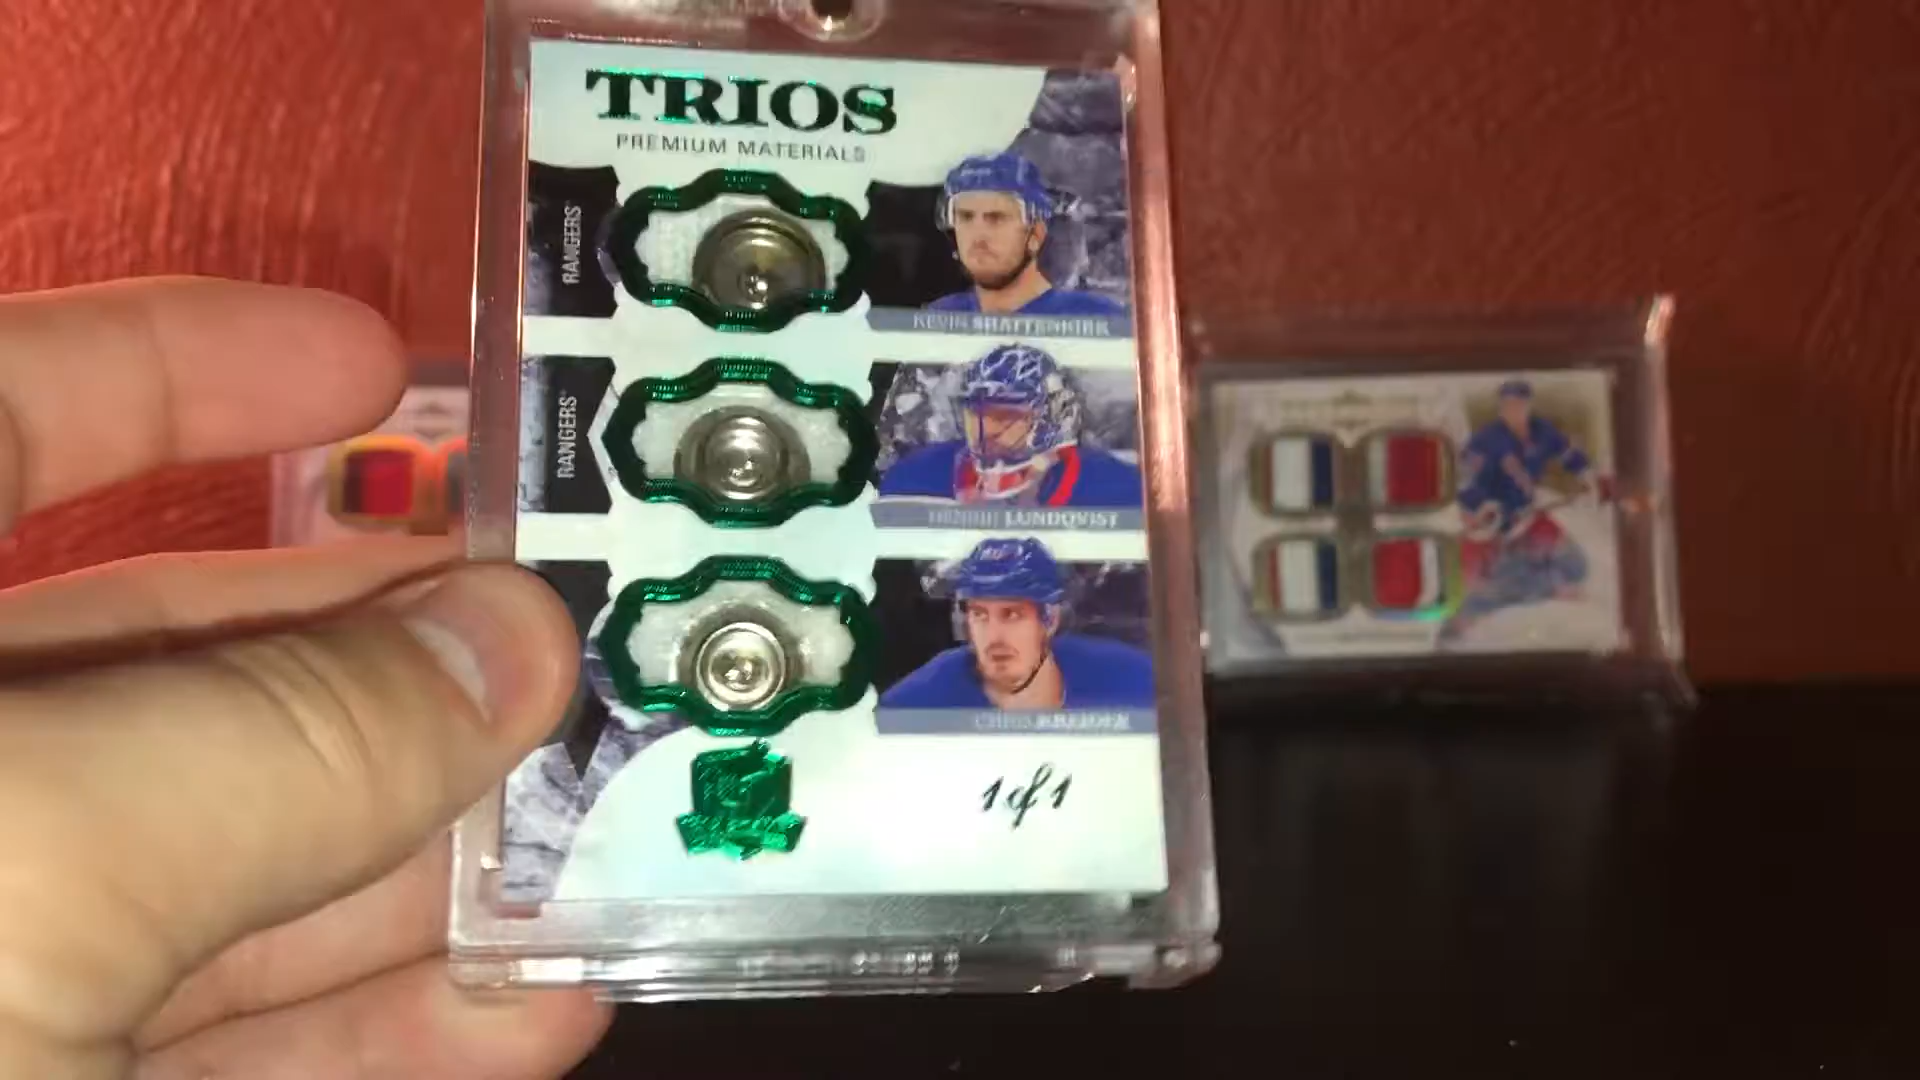 TRIOS
PREMIUM MATERIALS
RANGERS
KEVIN SHATTENKIRK
RANGERS
HENRIK LUNDQVIST
CHRIS KREIDER
1 of 1